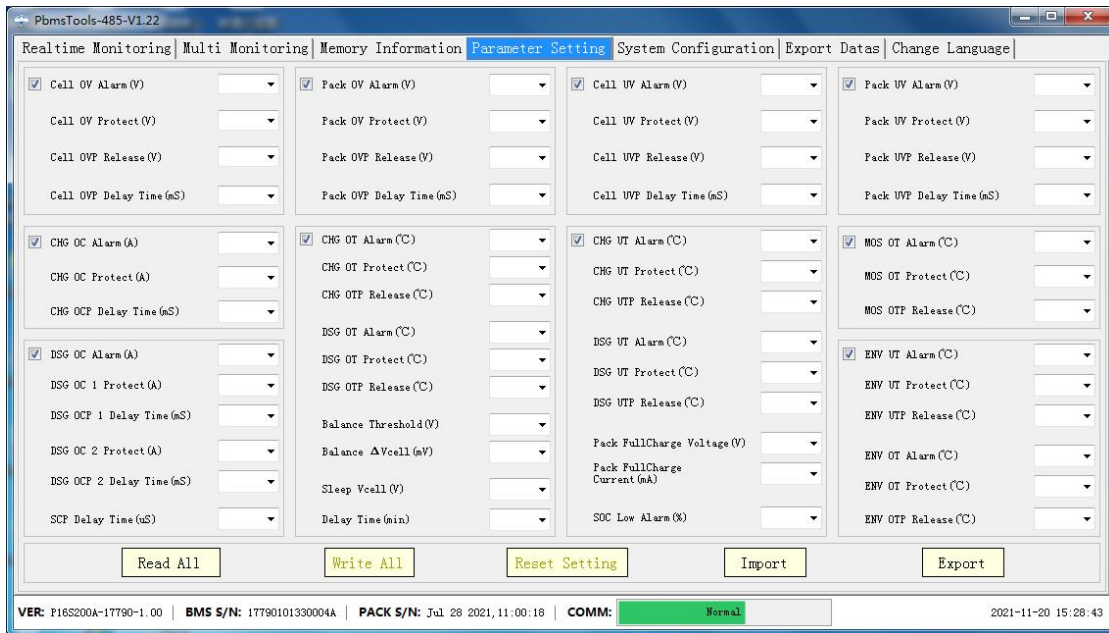 PbmsTools-485-V1.22
Realtime Monitoring Multi Monitoring Memory Information Parameter Setting System Configuration Export Datas Change Language
Cell OV Alarm(V)
Cell OV Protect(V)
Cell OVP Release(V)
Cell OVP Delay Time(mS)
Pack OV Alarm(V)
Pack OV Protect(V)
Pack OVP Release(V)
Pack OVP Delay Time(mS)
Cell UV Alarm(V)
Cell UV Protect(V)
Cell UVP Release(V)
Cell UVP Delay Time(mS)
Pack UV Alarm(V)
Pack UV Protect(V)
Pack UVP Release(V)
Pack UVP Delay Time(mS)
CHG OC Alarm(A)
CHG OC Protect(A)
CHG OCP Delay Time(mS)
DSG OC Alarm(A)
DSG OC 1 Protect(A)
DSG OCP 1 Delay Time(mS)
DSG OC 2 Protect(A)
DSG OCP 2 Delay Time(mS)
SCP Delay Time(uS)
CHG OT Alarm(℃)
CHG OT Protect(℃)
CHG OTP Release(℃)
DSG OT Alarm(℃)
DSG OT Protect(℃)
DSG OTP Release(℃)
Balance Threshold(V)
Balance ΔVcell(mV)
Sleep Vcell(V)
Delay Time(min)
CHG UT Alarm(℃)
CHG UT Protect(℃)
CHG UTP Release(℃)
DSG UT Alarm(℃)
DSG UT Protect(℃)
DSG UTP Release(℃)
Pack FullCharge Voltage(V)
Pack FullCharge
Current(mA)
SOC Low Alarm(%)
MOS OT Alarm(℃)
MOS OT Protect(℃)
MOS OTP Release(℃)
ENV UT Alarm(℃)
ENV UT Protect(℃)
ENV UTP Release(℃)
ENV OT Alarm(℃)
ENV OT Protect(℃)
ENV OTP Release(℃)
Read All Write All Reset Setting Import Export
VER: P16S200A-17790-1.00 | BMS S/N: 17790101330004A | PACK S/N: Jul 28 2021,11:00:18 | COMM: Normal 2021-11-20 15:28:43